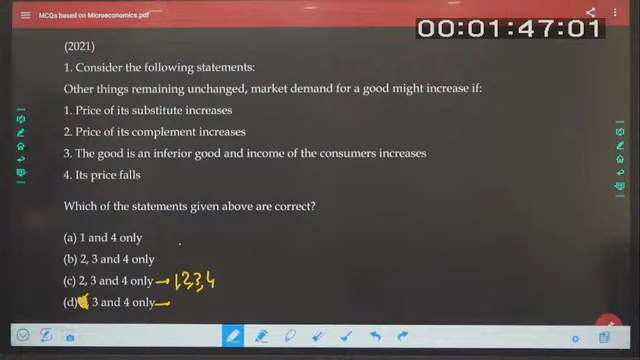 MCQs based on Microeconomics.pdf
00:01:47:01
(2021)
1. Consider the following statements:
Other things remaining unchanged, market demand for a good might increase if:
1. Price of its substitute increases
2. Price of its complement increases
3. The good is an inferior good and income of the consumers increases
4. Its price falls
Which of the statements given above are correct?
(a) 1 and 4 only
(b) 2, 3 and 4 only
(c) 2, 3 and 4 only 1,2,3,4
(d) 3 and 4 only